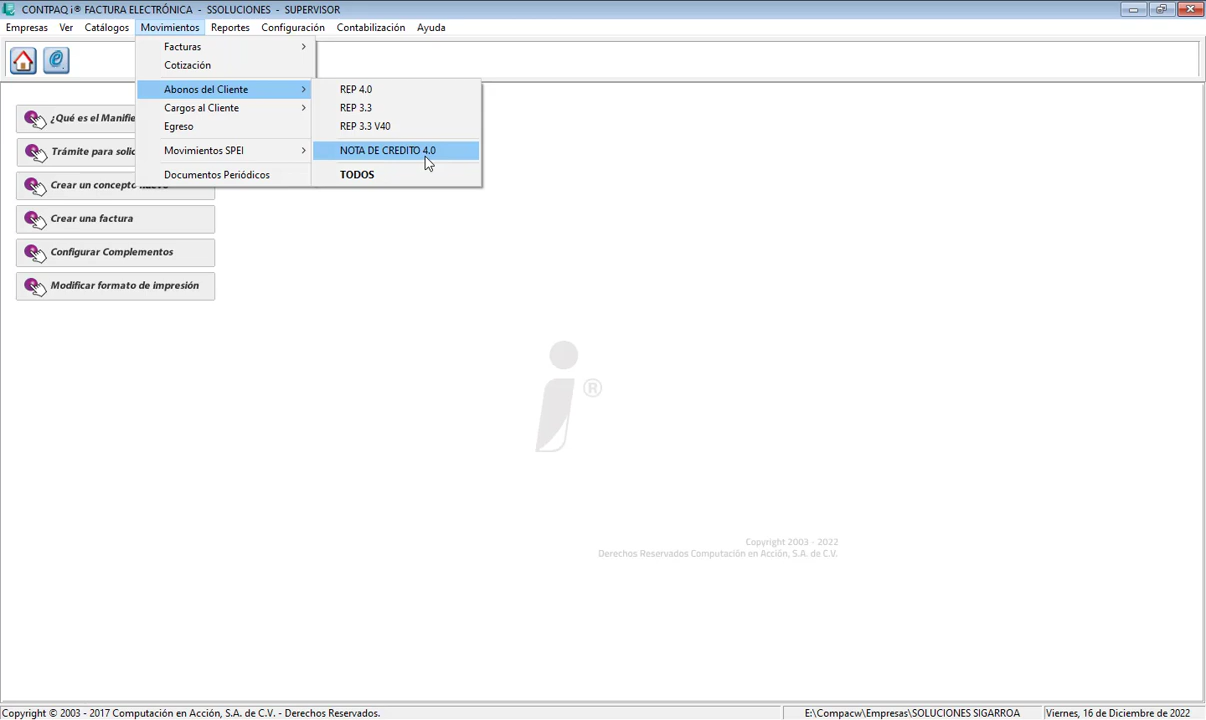 CONTPAQ i® FACTURA ELECTRÓNICA - SSOLUCIONES - SUPERVISOR
Empresas Ver Catálogos Movimientos Reportes Configuración Contabilización Ayuda
Facturas
Cotización
Abonos del Cliente
Cargos al Cliente
Egreso
Movimientos SPEI
Documentos Periódicos
REP 4.0
REP 3.3
REP 3.3 V40
NOTA DE CREDITO 4.0
TODOS
¿Qué es el Manifie
Trámite para solic
Crear un concepto
Crear una factura
Configurar Complementos
Modificar formato de impresión
i®
Copyright 2003 - 2022
Derechos Reservados Computación en Acción, S.A. de C.V.
Copyright © 2003 - 2017 Computación en Acción, S.A. de C.V. - Derechos Reservados.
E:\Compacw\Empresas\SOLUCIONES SIGARROA
Viernes, 16 de Diciembre de 2022